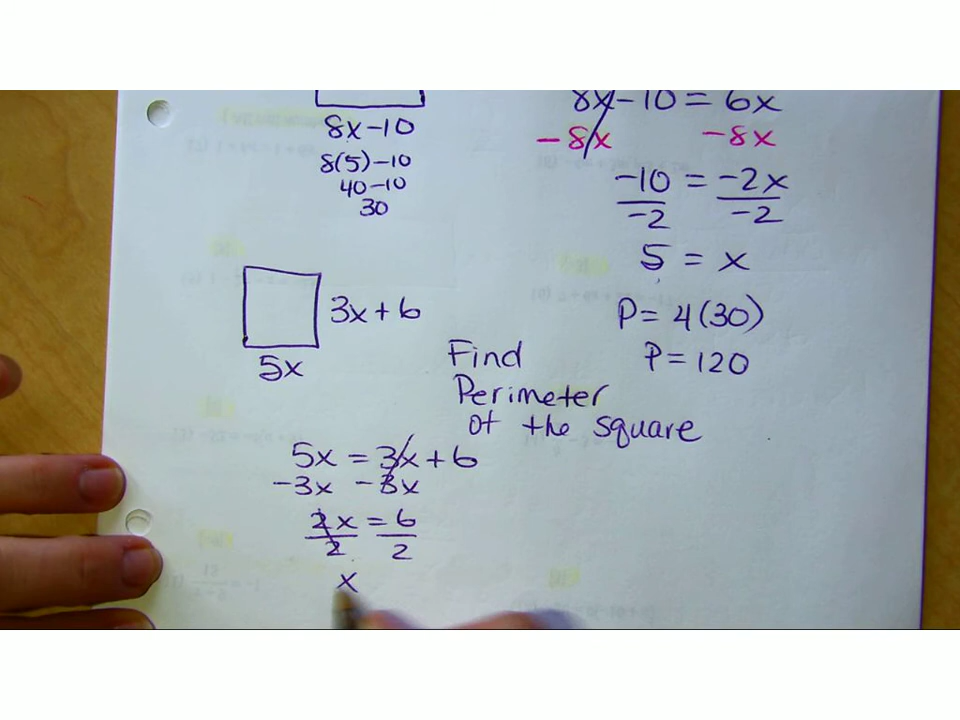 8x-10
8(5)-10
40-10
30
8x-10 = 6x
-8x -8x
-10 = -2x
-2 -2
5 = x
P= 4(30)
P=120
3x+6
5x
Find
Perimeter
of the square
5x = 3x+6
-3x -3x
2x = 6
2 2
x